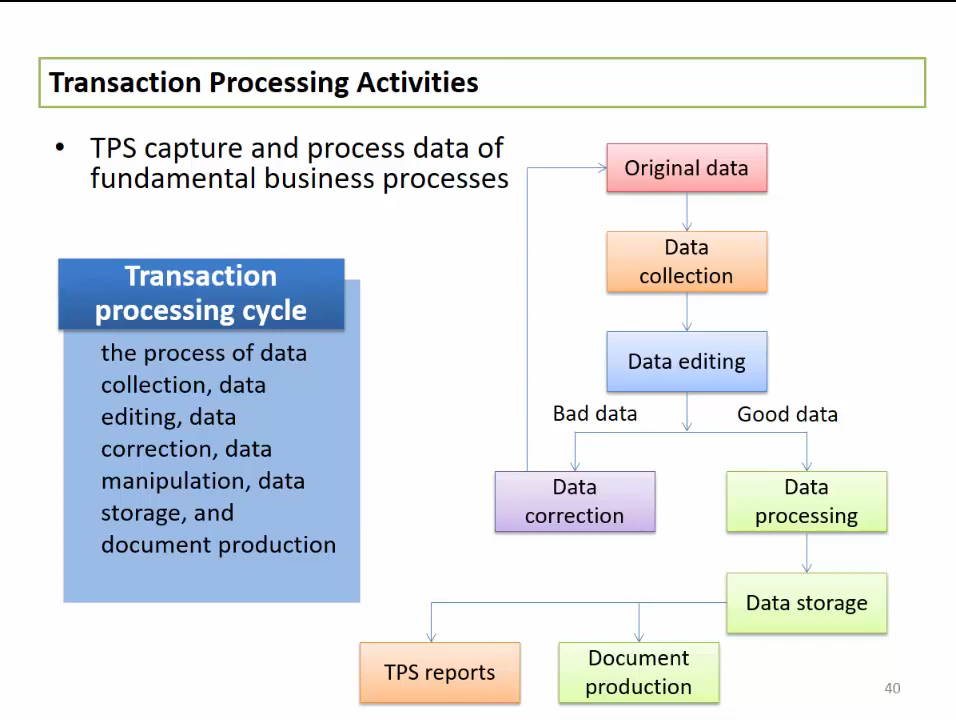 Transaction Processing Activities
• TPS capture and process data of
fundamental business processes
Transaction
processing cycle
the process of data
collection, data
editing, data
correction, data
manipulation, data
storage, and
document production
Original data
Data
collection
Data editing
Bad data
Good data
Data
correction
Data
processing
Data storage
TPS reports
Document
production
40